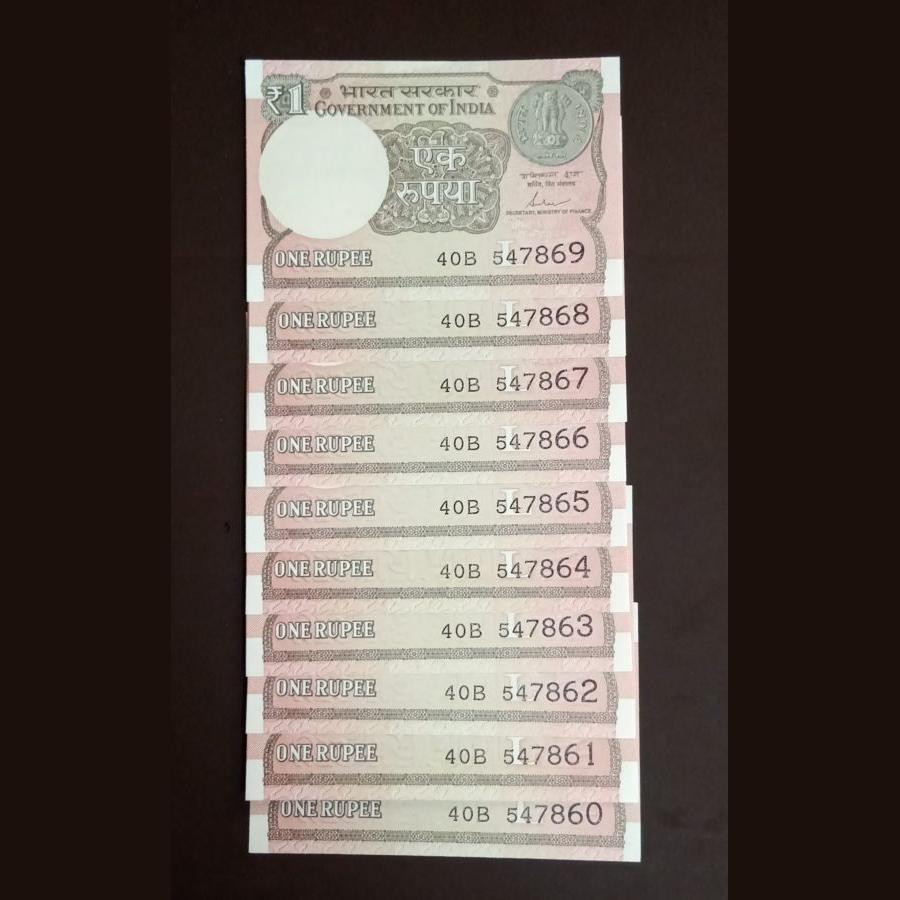 ₹1 भारत सरकार
GOVERNMENT OF INDIA
एक
रुपया
सचिव, वित्त मंत्रालय
SECRETARY, MINISTRY OF FINANCE
ONE RUPEE 40B 547869
L
ONE RUPEE 40B 547868
L
ONE RUPEE 40B 547867
L
ONE RUPEE 40B 547866
L
ONE RUPEE 40B 547865
L
ONE RUPEE 40B 547864
L
ONE RUPEE 40B 547863
L
ONE RUPEE 40B 547862
L
ONE RUPEE 40B 547861
L
ONE RUPEE 40B 547860